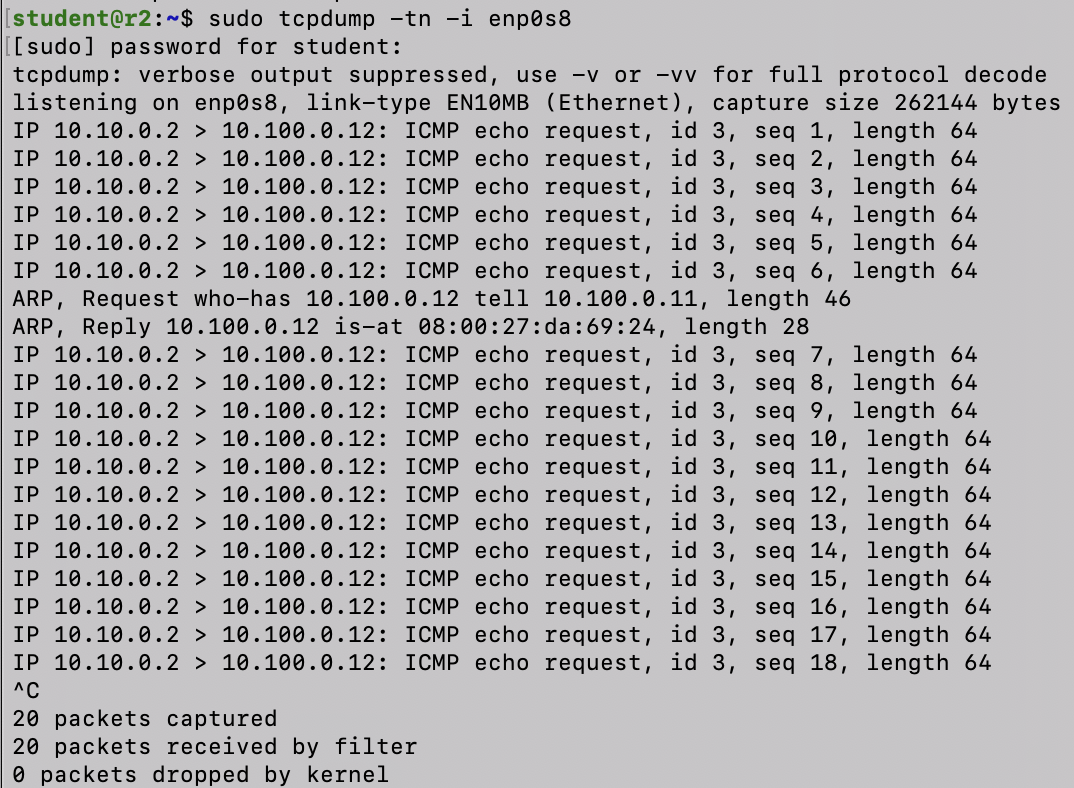 [student@r2:~$ sudo tcpdump -tn -i enp0s8
[[sudo] password for student:
tcpdump: verbose output suppressed, use -v or -vv for full protocol decode
listening on enp0s8, link-type EN10MB (Ethernet), capture size 262144 bytes
IP 10.10.0.2 > 10.100.0.12: ICMP echo request, id 3, seq 1, length 64
IP 10.10.0.2 > 10.100.0.12: ICMP echo request, id 3, seq 2, length 64
IP 10.10.0.2 > 10.100.0.12: ICMP echo request, id 3, seq 3, length 64
IP 10.10.0.2 > 10.100.0.12: ICMP echo request, id 3, seq 4, length 64
IP 10.10.0.2 > 10.100.0.12: ICMP echo request, id 3, seq 5, length 64
IP 10.10.0.2 > 10.100.0.12: ICMP echo request, id 3, seq 6, length 64
ARP, Request who-has 10.100.0.12 tell 10.100.0.11, length 46
ARP, Reply 10.100.0.12 is-at 08:00:27:da:69:24, length 28
IP 10.10.0.2 > 10.100.0.12: ICMP echo request, id 3, seq 7, length 64
IP 10.10.0.2 > 10.100.0.12: ICMP echo request, id 3, seq 8, length 64
IP 10.10.0.2 > 10.100.0.12: ICMP echo request, id 3, seq 9, length 64
IP 10.10.0.2 > 10.100.0.12: ICMP echo request, id 3, seq 10, length 64
IP 10.10.0.2 > 10.100.0.12: ICMP echo request, id 3, seq 11, length 64
IP 10.10.0.2 > 10.100.0.12: ICMP echo request, id 3, seq 12, length 64
IP 10.10.0.2 > 10.100.0.12: ICMP echo request, id 3, seq 13, length 64
IP 10.10.0.2 > 10.100.0.12: ICMP echo request, id 3, seq 14, length 64
IP 10.10.0.2 > 10.100.0.12: ICMP echo request, id 3, seq 15, length 64
IP 10.10.0.2 > 10.100.0.12: ICMP echo request, id 3, seq 16, length 64
IP 10.10.0.2 > 10.100.0.12: ICMP echo request, id 3, seq 17, length 64
IP 10.10.0.2 > 10.100.0.12: ICMP echo request, id 3, seq 18, length 64
^C
20 packets captured
20 packets received by filter
0 packets dropped by kernel